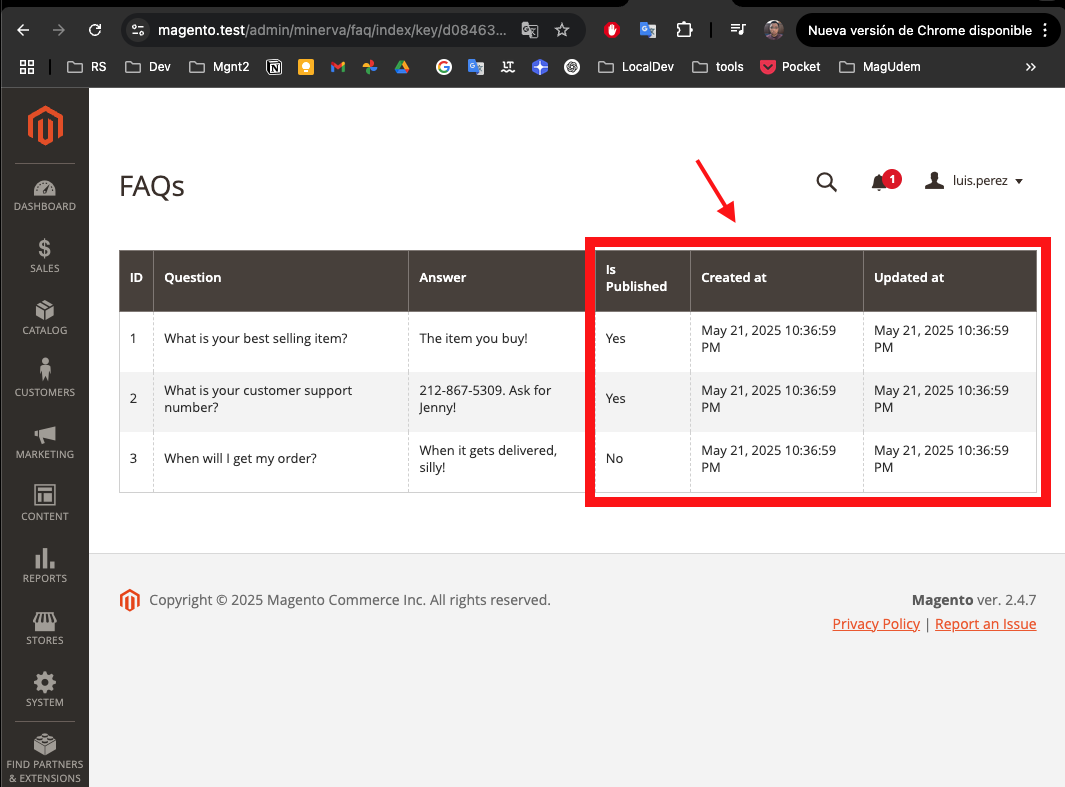 magento.test/admin/minerva/faq/index/key/d08463...
Nueva versión de Chrome disponible
RS Dev Mgnt2 LocalDev tools Pocket MagUdem
FAQs
1
luis.perez
DASHBOARD
SALES
CATALOG
CUSTOMERS
MARKETING
CONTENT
REPORTS
STORES
SYSTEM
FIND PARTNERS
& EXTENSIONS
ID Question Answer Is Published Created at Updated at
1 What is your best selling item? The item you buy! Yes May 21, 2025 10:36:59 PM May 21, 2025 10:36:59 PM
2 What is your customer support number? 212-867-5309. Ask for Jenny! Yes May 21, 2025 10:36:59 PM May 21, 2025 10:36:59 PM
3 When will I get my order? When it gets delivered, silly! No May 21, 2025 10:36:59 PM May 21, 2025 10:36:59 PM
Copyright © 2025 Magento Commerce Inc. All rights reserved.
Magento ver. 2.4.7
Privacy Policy | Report an Issue